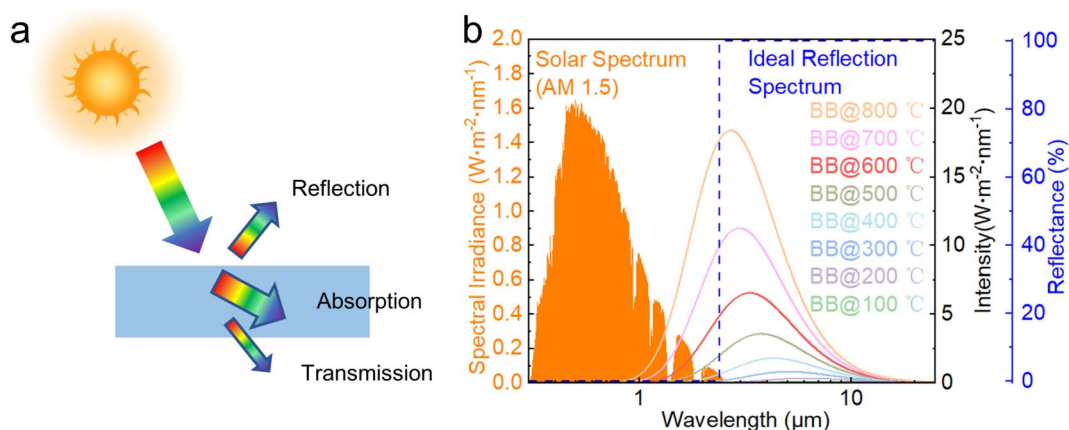 a
Reflection
Absorption
Transmission
b
Spectral Irradiance (W·m⁻²·nm⁻¹)
2.0
1.8
1.6
1.4
1.2
1.0
0.8
0.6
0.4
0.2
0.0
Solar Spectrum
(AM 1.5)
Ideal Reflection
Spectrum
BB@800 ℃
BB@700 ℃
BB@600 ℃
BB@500 ℃
BB@400 ℃
BB@300 ℃
BB@200 ℃
BB@100 ℃
25
20
15
10
5
0
Intensity(W·m⁻²·nm⁻¹)
100
80
60
40
20
0
Reflectance (%)
1
10
Wavelength (μm)